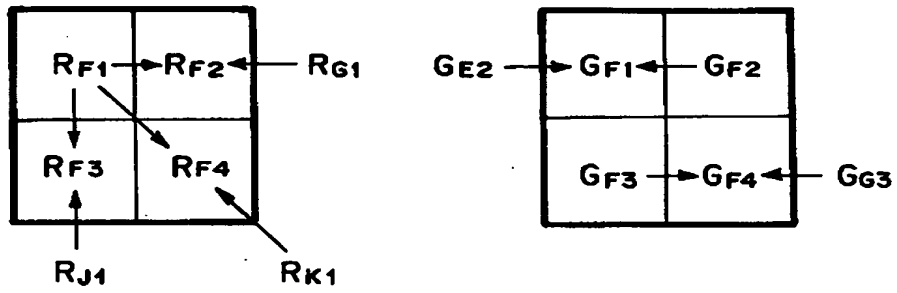 RF1 RF2 RG1
RF3 RF4
RJ1 RK1
GE2 GF1 GF2
GF3 GF4 GG3